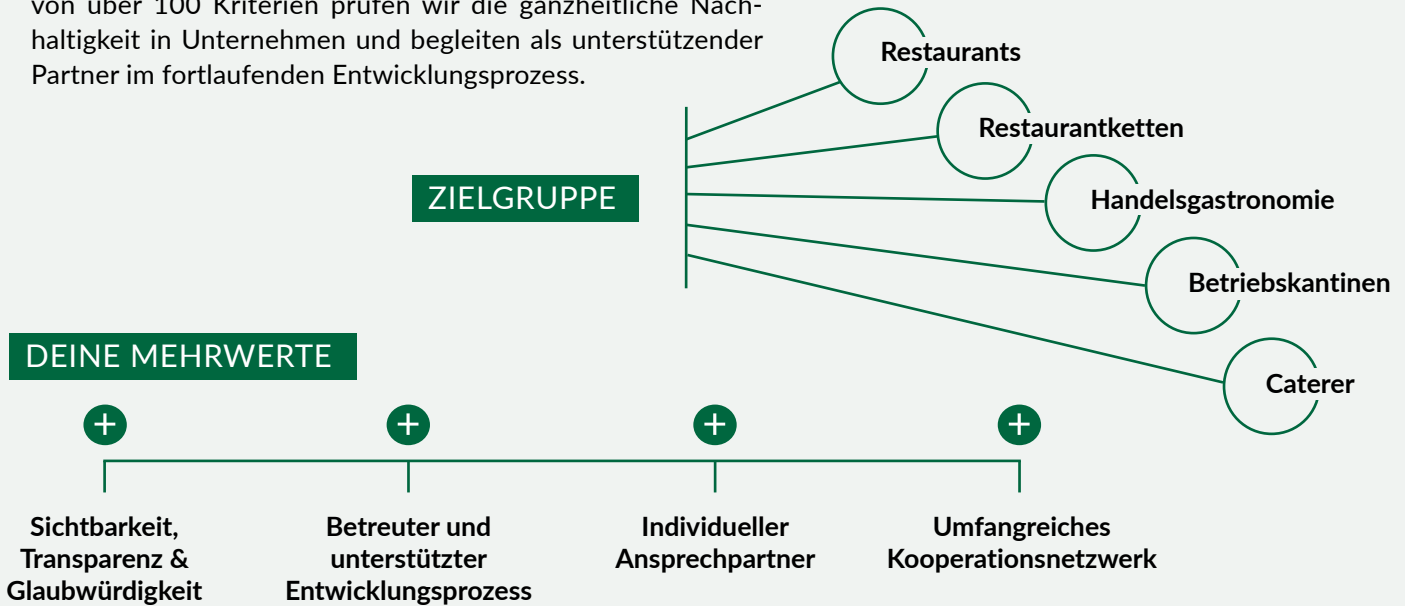 von über 100 Kriterien prüfen wir die ganzheitliche Nach-
haltigkeit in Unternehmen und begleiten als unterstützender
Partner im fortlaufenden Entwicklungsprozess.
ZIELGRUPPE
Restaurants
Restaurantketten
Handelsgastronomie
Betriebskantinen
Caterer
DEINE MEHRWERTE
+ + + +
Sichtbarkeit,
Transparenz &
Glaubwürdigkeit
Betreuter und
unterstützter
Entwicklungsprozess
Individueller
Ansprechpartner
Umfangreiches
Kooperationsnetzwerk